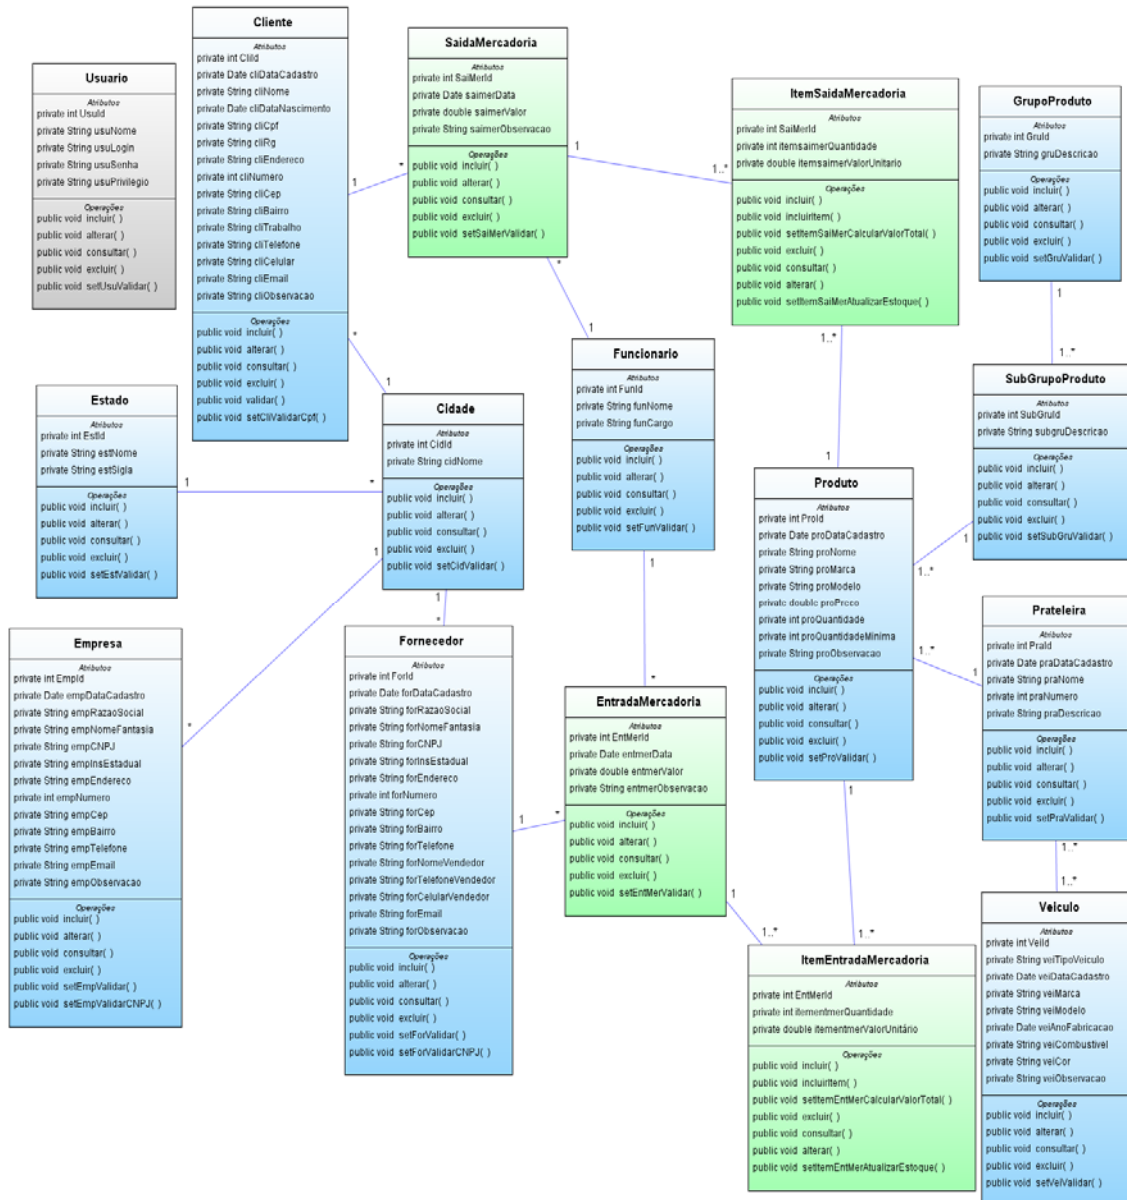 Usuario
Atributos
private int UsuId
private String usuNome
private String usuLogin
private String usuSenha
private String usuPrivilegio
Operações
public void incluir( )
public void alterar( )
public void consultar( )
public void excluir( )
public void setUsuValidar( )
Cliente
Atributos
private int CliId
private Date cliDataCadastro
private String cliNome
private Date cliDataNascimento
private String cliCpf
private String cliRg
private String cliEndereco
private int cliNumero
private String cliCep
private String cliBairro
private String cliTrabalho
private String cliTelefone
private String cliCelular
private String cliEmail
private String cliObservacao
Operações
public void incluir( )
public void alterar( )
public void consultar( )
public void excluir( )
public void validar( )
public void setCliValidarCpf( )
1
*
*
1
SaidaMercadoria
Atributos
private int SaiMerId
private Date saimerData
private double saimerValor
private String saimerObservacao
Operações
public void incluir( )
public void alterar( )
public void consultar( )
public void excluir( )
public void setSaiMerValidar( )
1
1..*
*
1
ItemSaidaMercadoria
Atributos
private int SaiMerId
private int itemsaimerQuantidade
private double itemsaimerValorUnitario
Operações
public void incluir( )
public void incluirItem( )
public void setItemSaiMerCalcularValorTotal( )
public void excluir( )
public void consultar( )
public void alterar( )
public void setItemSaiMerAtualizarEstoque( )
1..*
1
GrupoProduto
Atributos
private int GruId
private String gruDescricao
Operações
public void incluir( )
public void alterar( )
public void consultar( )
public void excluir( )
public void setGruValidar( )
1
1..*
Estado
Atributos
private int EstId
private String estNome
private String estSigla
Operações
public void incluir( )
public void alterar( )
public void consultar( )
public void excluir( )
public void setEstValidar( )
1
*
Cidade
Atributos
private int CidId
private String cidNome
Operações
public void incluir( )
public void alterar( )
public void consultar( )
public void excluir( )
public void setCidValidar( )
1
*
1
*
Funcionario
Atributos
private int FunId
private String funNome
private String funCargo
Operações
public void incluir( )
public void alterar( )
public void consultar( )
public void excluir( )
public void setFunValidar( )
1
*
SubGrupoProduto
Atributos
private int SubGruId
private String subgruDescricao
Operações
public void incluir( )
public void alterar( )
public void consultar( )
public void excluir( )
public void setSubGruValidar( )
1
1..*
Produto
Atributos
private int ProId
private Date proDataCadastro
private String proNome
private String proMarca
private String proModelo
private double proPreco
private int proQuantidade
private int proQuantidadeMinima
private String proObservacao
Operações
public void incluir( )
public void alterar( )
public void consultar( )
public void excluir( )
public void setProValidar( )
1..*
1
1
1..*
Prateleira
Atributos
private int PraId
private Date praDataCadastro
private String praNome
private int praNumero
private String praDescricao
Operações
public void incluir( )
public void alterar( )
public void consultar( )
public void excluir( )
public void setPraValidar( )
1..*
1..*
Empresa
Atributos
private int EmpId
private Date empDataCadastro
private String empRazaoSocial
private String empNomeFantasia
private String empCNPJ
private String empInsEstadual
private String empEndereco
private int empNumero
private String empCep
private String empBairro
private String empTelefone
private String empEmail
private String empObservacao
Operações
public void incluir( )
public void alterar( )
public void consultar( )
public void excluir( )
public void setEmpValidar( )
public void setEmpValidarCNPJ( )
Fornecedor
Atributos
private int ForId
private Date forDataCadastro
private String forRazaoSocial
private String forNomeFantasia
private String forCNPJ
private String forInsEstadual
private String forEndereco
private int forNumero
private String forCep
private String forBairro
private String forTelefone
private String forNomeVendedor
private String forTelefoneVendedor
private String forCelularVendedor
private String forEmail
private String forObservacao
Operações
public void incluir( )
public void alterar( )
public void consultar( )
public void excluir( )
public void setForValidar( )
public void setForValidarCNPJ( )
1
*
EntradaMercadoria
Atributos
private int EntMerId
private Date entmerData
private double entmerValor
private String entmerObservacao
Operações
public void incluir( )
public void alterar( )
public void consultar( )
public void excluir( )
public void setEntMerValidar( )
1
1..*
ItemEntradaMercadoria
Atributos
private int EntMerId
private int itementmerQuantidade
private double itementmerValorUnitário
Operações
public void incluir( )
public void incluirItem( )
public void setItemEntMerCalcularValorTotal( )
public void excluir( )
public void consultar( )
public void alterar( )
public void setItemEntMerAtualizarEstoque( )
Veiculo
Atributos
private int VeiId
private String veiTipoVeiculo
private Date veiDataCadastro
private String veiMarca
private String veiModelo
private Date veiAnoFabricacao
private String veiCombustivel
private String veiCor
private String veiObservacao
Operações
public void incluir( )
public void alterar( )
public void consultar( )
public void excluir( )
public void setVeiValidar( )